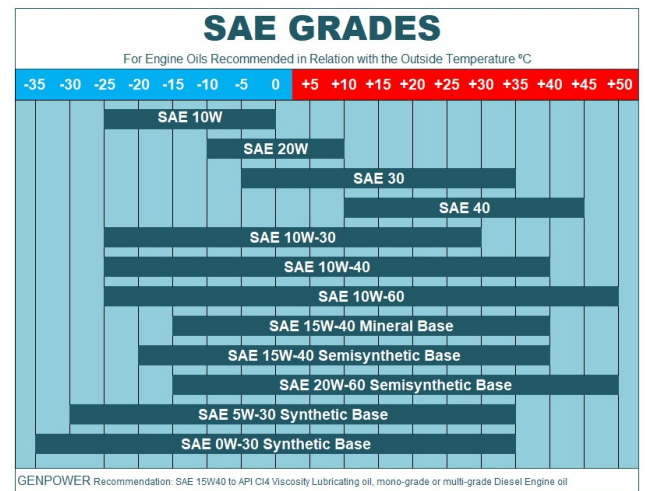 SAE GRADES
For Engine Oils Recommended in Relation with the Outside Temperature ºC
-35 -30 -25 -20 -15 -10 -5 0 +5 +10 +15 +20 +25 +30 +35 +40 +45 +50
SAE 10W
SAE 20W
SAE 30
SAE 40
SAE 10W-30
SAE 10W-40
SAE 10W-60
SAE 15W-40 Mineral Base
SAE 15W-40 Semisynthetic Base
SAE 20W-60 Semisynthetic Base
SAE 5W-30 Synthetic Base
SAE 0W-30 Synthetic Base
GENPOWER Recommendation: SAE 15W40 to API CI4 Viscosity Lubricating oil, mono-grade or multi-grade Diesel Engine oil